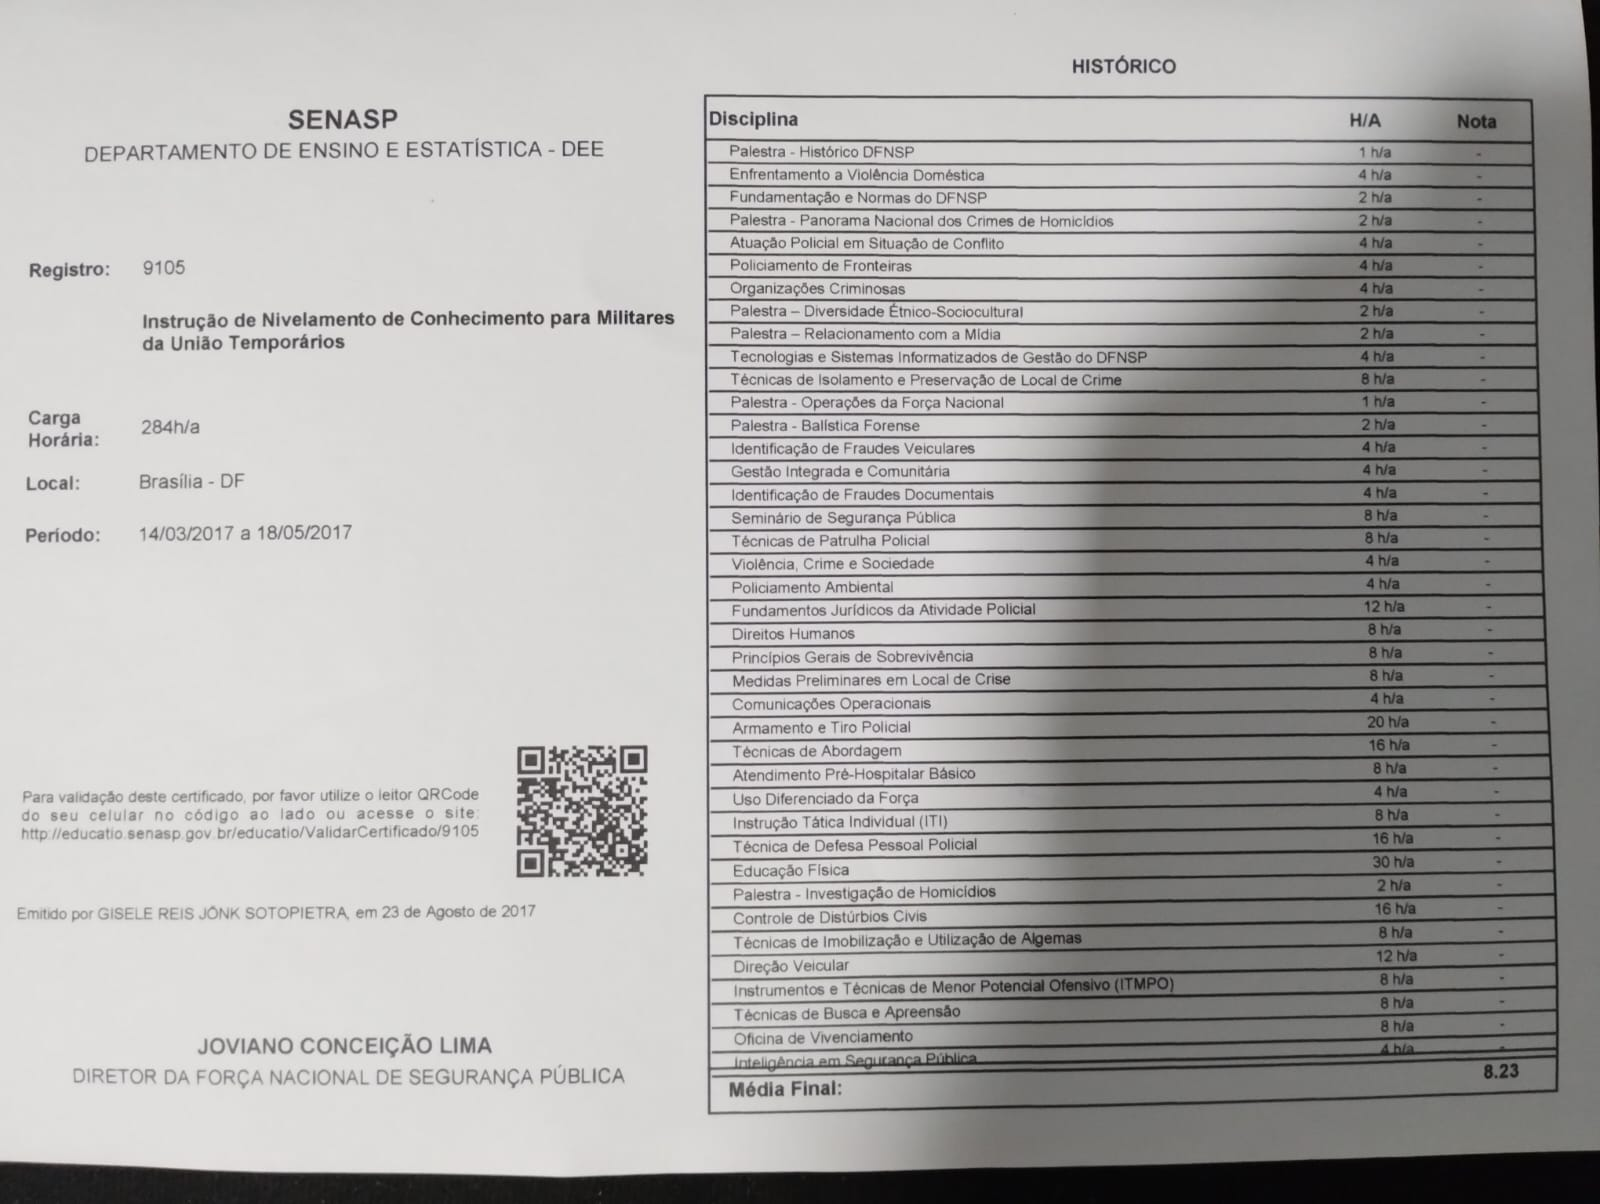 SENASP
DEPARTAMENTO DE ENSINO E ESTATÍSTICA - DEE
Registro: 9105
Instrução de Nivelamento de Conhecimento para Militares
da União Temporários
Carga
Horária: 284h/a
Local: Brasília - DF
Período: 14/03/2017 a 18/05/2017
Para validação deste certificado, por favor utilize o leitor QRCode
do seu celular no código ao lado ou acesse o site:
http://educatio.senasp.gov.br/educatio/ValidarCertificado/9105
Emitido por GISELE REIS JÖNK SOTOPIETRA, em 23 de Agosto de 2017
JOVIANO CONCEIÇÃO LIMA
DIRETOR DA FORÇA NACIONAL DE SEGURANÇA PÚBLICA
HISTÓRICO
Disciplina H/A Nota
Palestra - Histórico DFNSP 1 h/a -
Enfrentamento a Violência Doméstica 4 h/a -
Fundamentação e Normas do DFNSP 2 h/a -
Palestra - Panorama Nacional dos Crimes de Homicídios 2 h/a -
Atuação Policial em Situação de Conflito 4 h/a -
Policiamento de Fronteiras 4 h/a -
Organizações Criminosas 4 h/a -
Palestra – Diversidade Étnico-Sociocultural 2 h/a -
Palestra – Relacionamento com a Mídia 2 h/a -
Tecnologias e Sistemas Informatizados de Gestão do DFNSP 4 h/a -
Técnicas de Isolamento e Preservação de Local de Crime 8 h/a -
Palestra - Operações da Força Nacional 1 h/a -
Palestra - Balística Forense 2 h/a -
Identificação de Fraudes Veiculares 4 h/a -
Gestão Integrada e Comunitária 4 h/a -
Identificação de Fraudes Documentais 4 h/a -
Seminário de Segurança Pública 8 h/a -
Técnicas de Patrulha Policial 8 h/a -
Violência, Crime e Sociedade 4 h/a -
Policiamento Ambiental 4 h/a -
Fundamentos Jurídicos da Atividade Policial 12 h/a -
Direitos Humanos 8 h/a -
Princípios Gerais de Sobrevivência 8 h/a -
Medidas Preliminares em Local de Crise 8 h/a -
Comunicações Operacionais 4 h/a -
Armamento e Tiro Policial 20 h/a -
Técnicas de Abordagem 16 h/a -
Atendimento Pré-Hospitalar Básico 8 h/a -
Uso Diferenciado da Força 4 h/a -
Instrução Tática Individual (ITI) 8 h/a -
Técnica de Defesa Pessoal Policial 16 h/a -
Educação Física 30 h/a -
Palestra - Investigação de Homicídios 2 h/a -
Controle de Distúrbios Civis 16 h/a -
Técnicas de Imobilização e Utilização de Algemas 8 h/a -
Direção Veicular 12 h/a -
Instrumentos e Técnicas de Menor Potencial Ofensivo (ITMPO) 8 h/a -
Técnicas de Busca e Apreensão 8 h/a -
Oficina de Vivenciamento 8 h/a -
Inteligência em Segurança Pública 4 h/a -
Média Final: 8.23